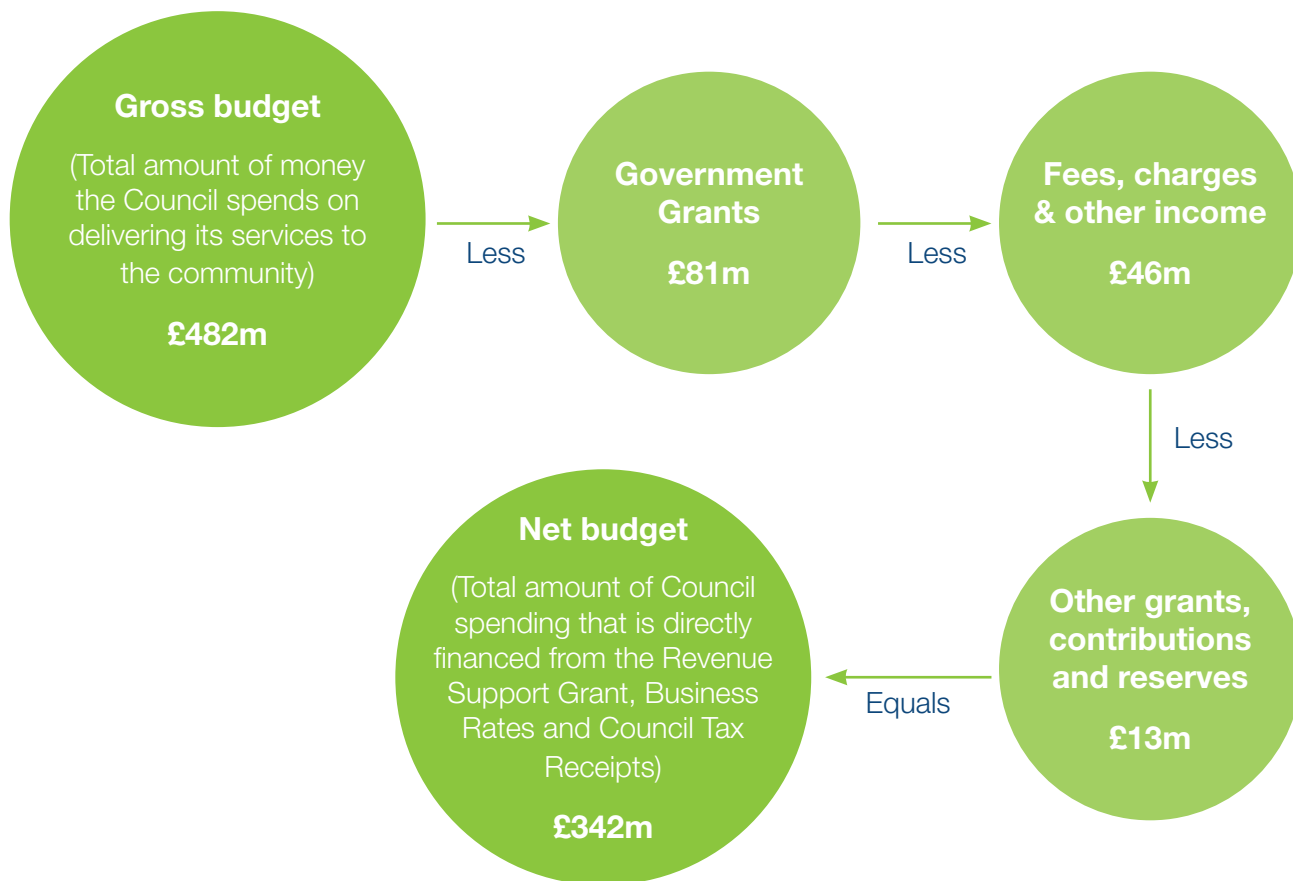 Gross budget
(Total amount of money
the Council spends on
delivering its services to
the community)
£482m
Less
Government
Grants
£81m
Less
Fees, charges
& other income
£46m
Less
Other grants,
contributions
and reserves
£13m
Equals
Net budget
(Total amount of Council
spending that is directly
financed from the Revenue
Support Grant, Business
Rates and Council Tax
Receipts)
£342m